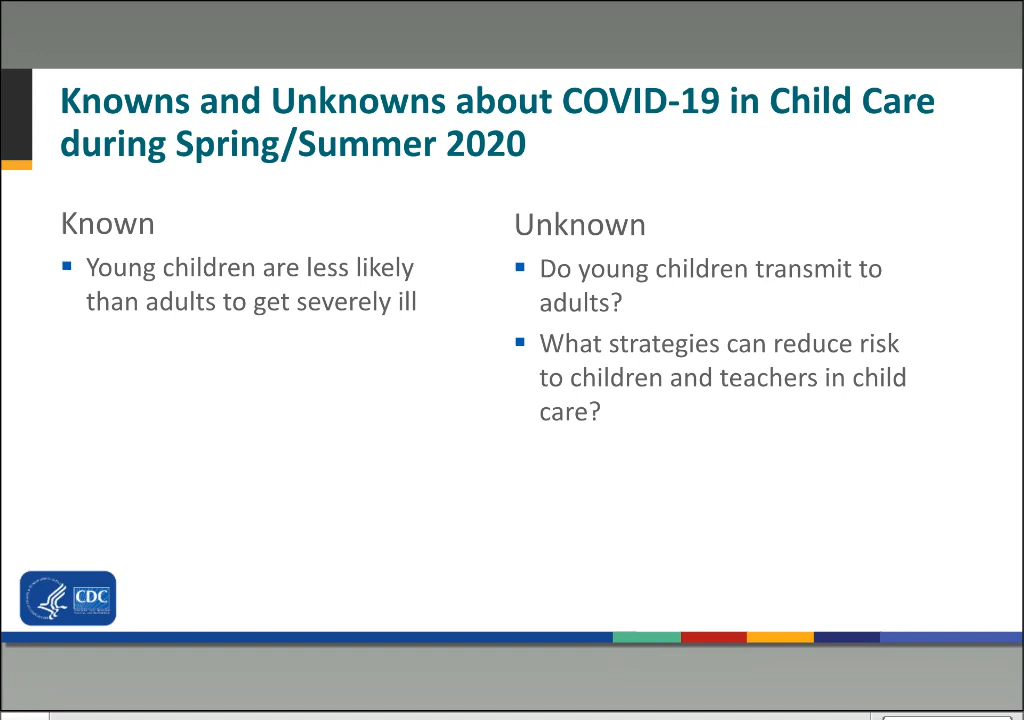 Knowns and Unknowns about COVID-19 in Child Care
during Spring/Summer 2020
Known
▪ Young children are less likely
than adults to get severely ill
Unknown
▪ Do young children transmit to
adults?
▪ What strategies can reduce risk
to children and teachers in child
care?
CDC